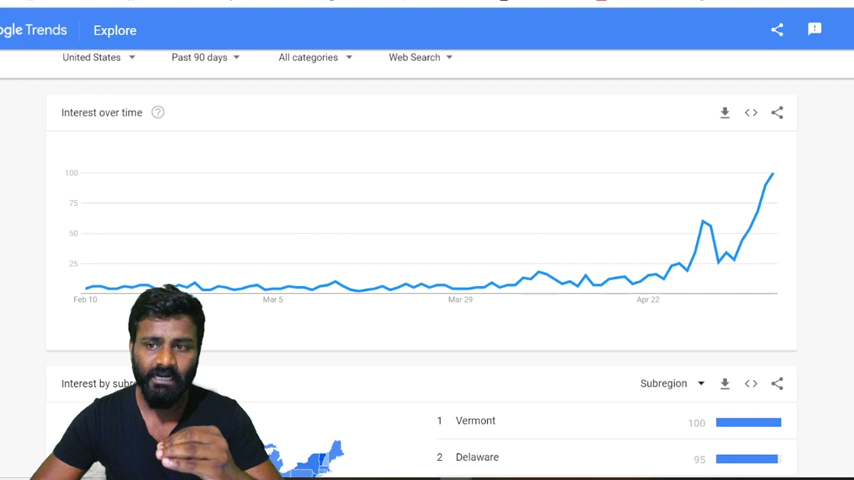 ogle Trends Explore
United States Past 90 days All categories Web Search
Interest over time
100
75
50
25
Feb 10 Mar 5 Mar 29 Apr 22
Interest by subre Subregion
1 Vermont 100
2 Delaware 95